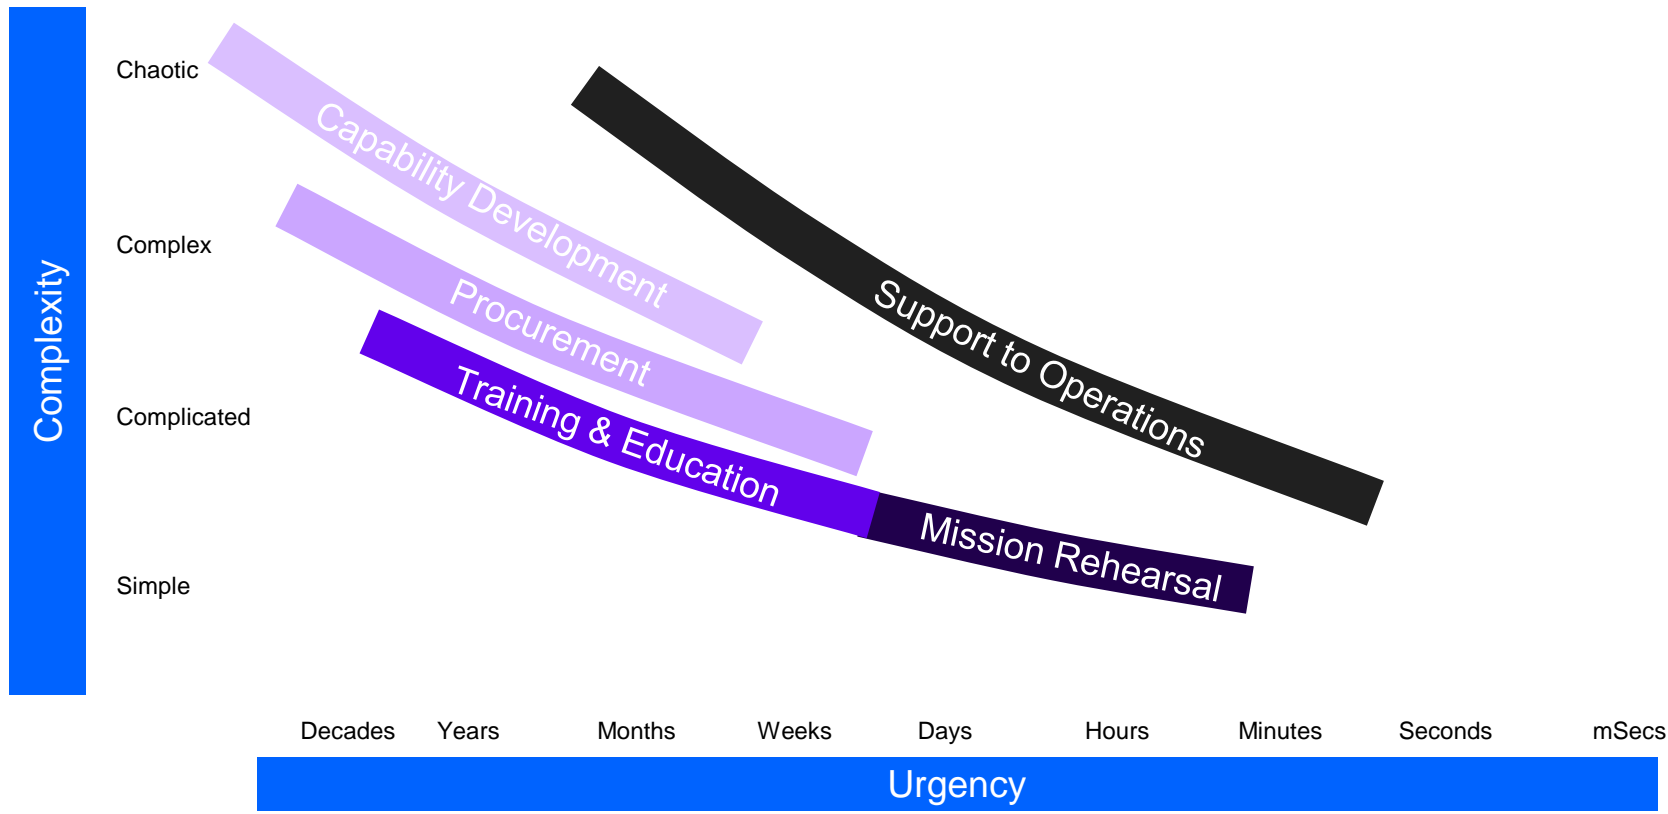 Complexity
Chaotic
Complex
Complicated
Simple
Capability Development
Procurement
Training & Education
Mission Rehearsal
Support to Operations
Decades
Years
Months
Weeks
Days
Hours
Minutes
Seconds
mSecs
Urgency